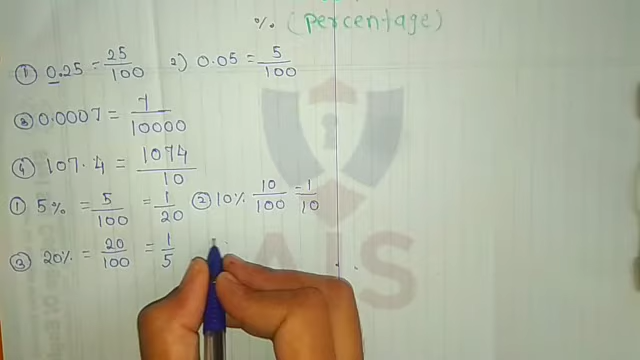 % (percentage)
① 0.25 = 25/100 2) 0.05 = 5/100
③ 0.0007 = 7/10000
④ 107.4 = 1074/10
① 5% = 5/100 = 1/20 ② 10% 10/100 = 1/10
③ 20% = 20/100 = 1/5
AIS